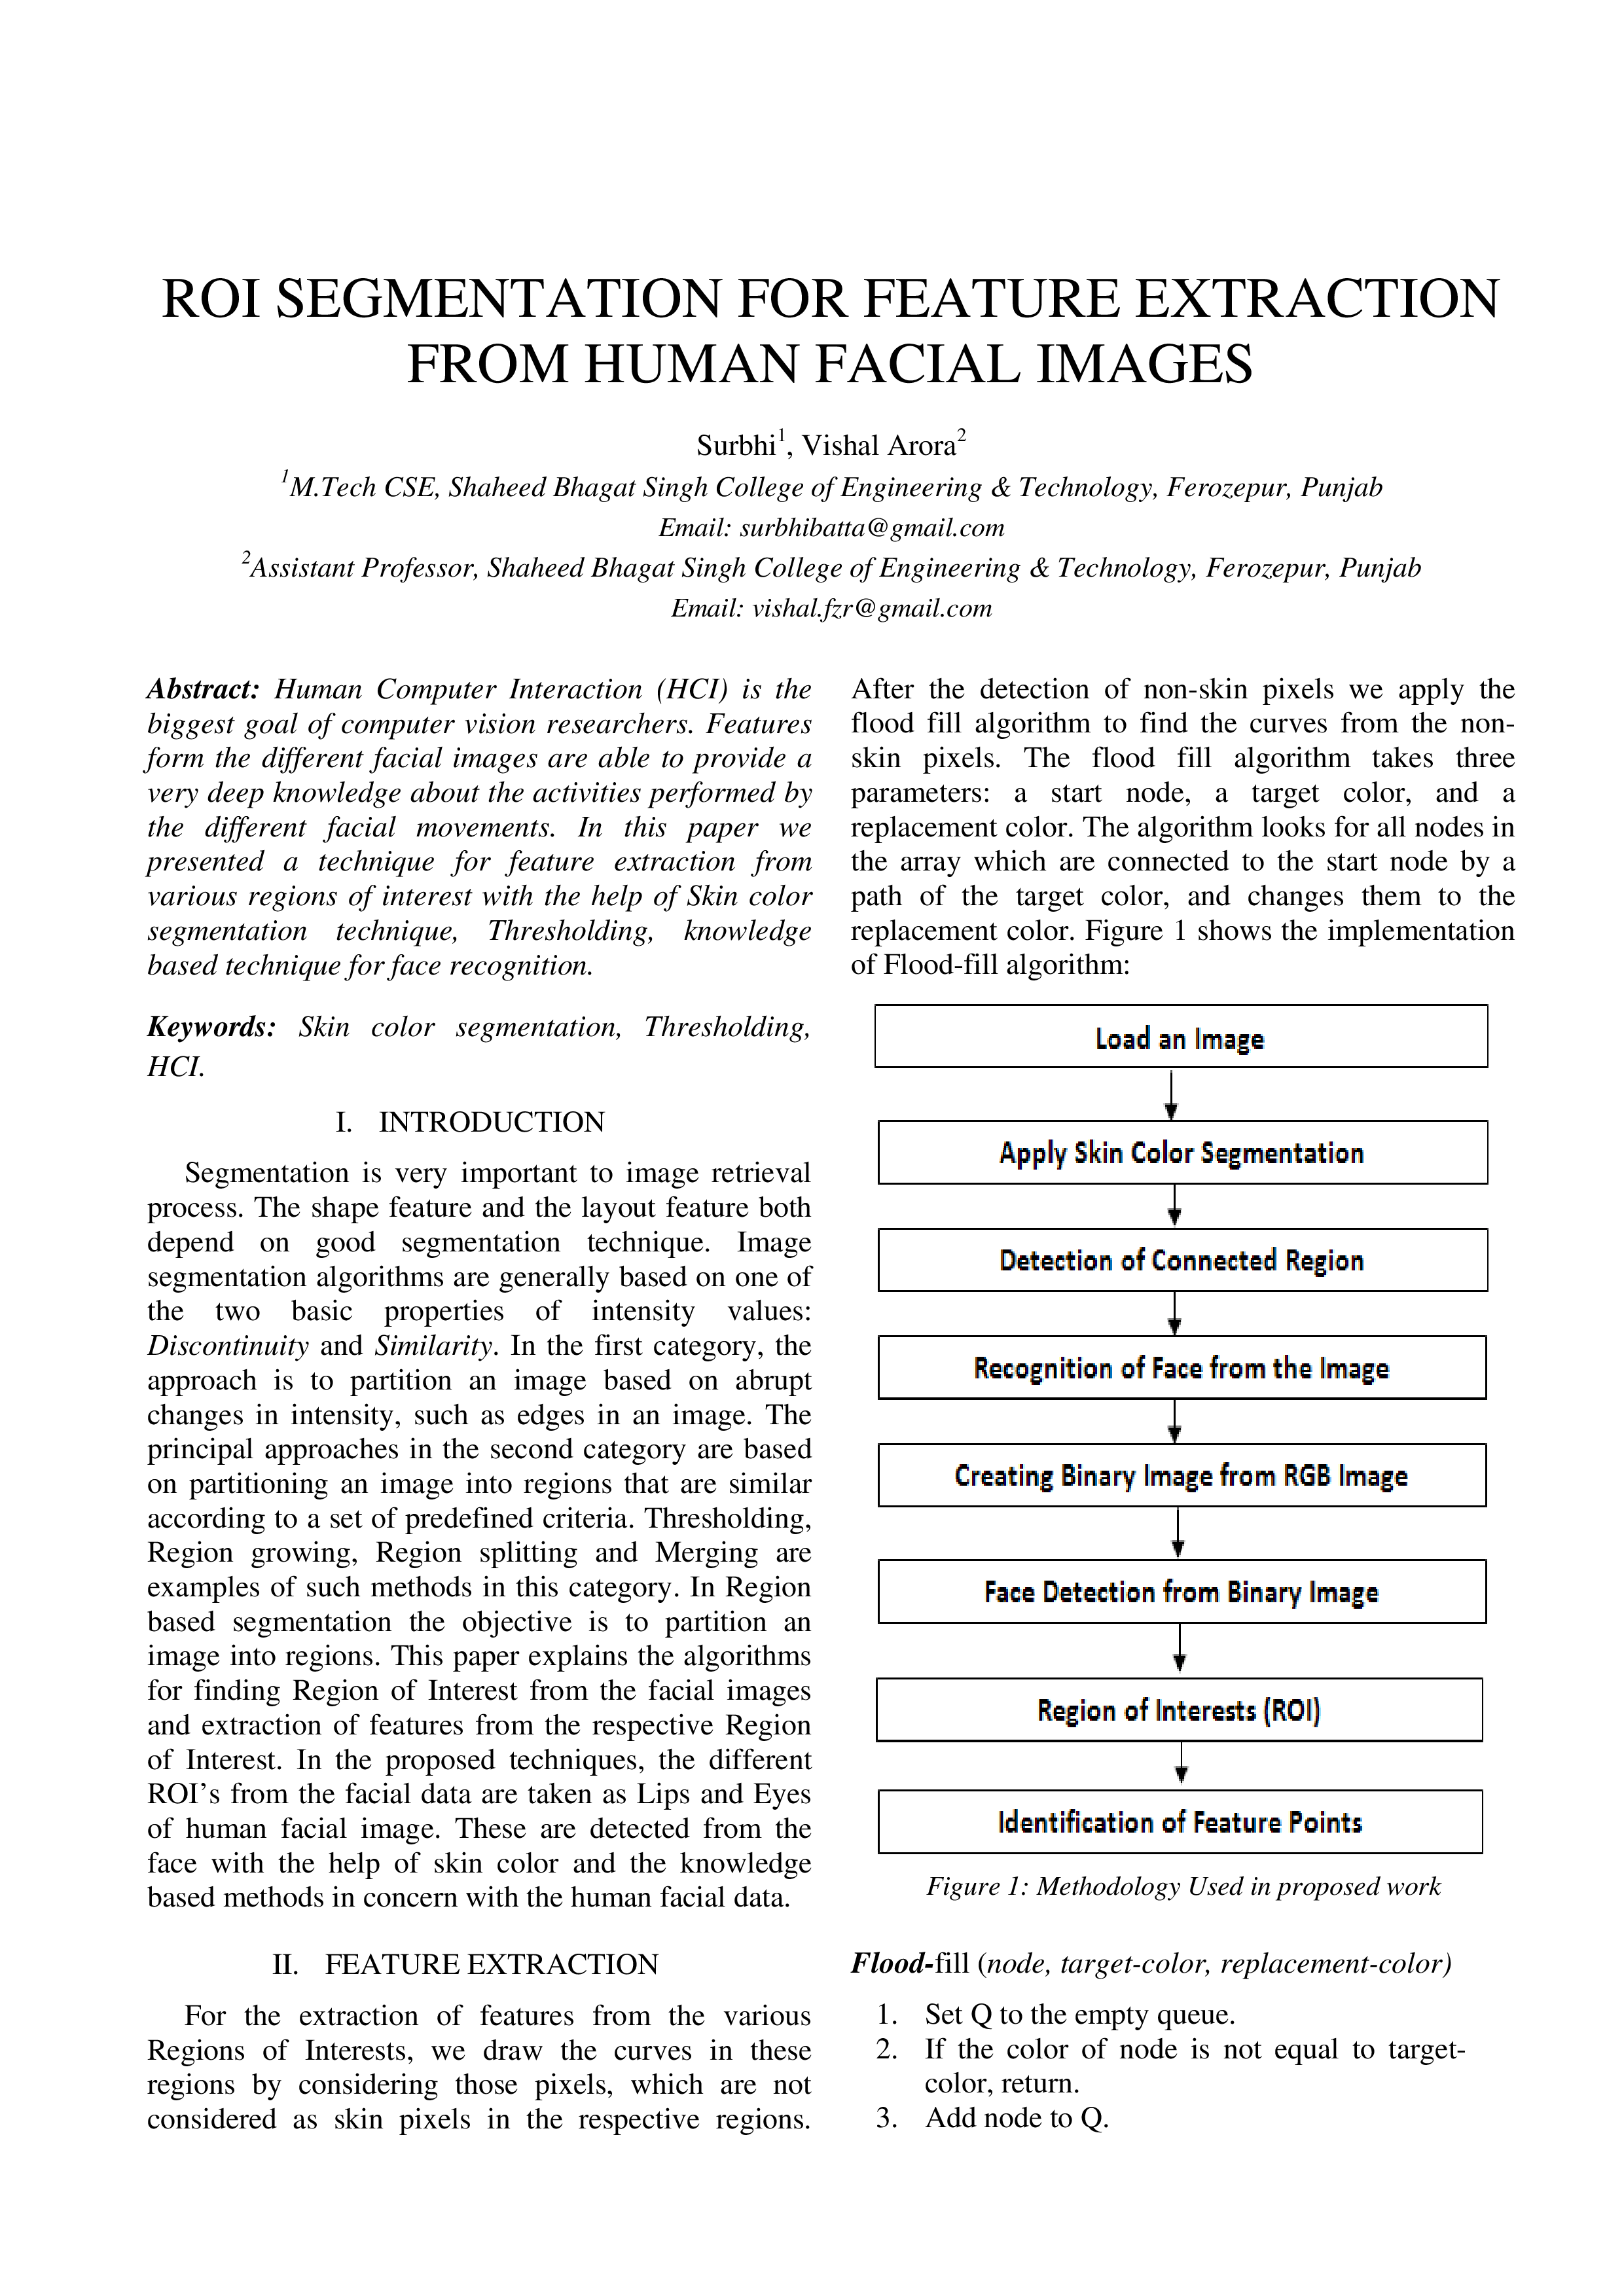 ROI SEGMENTATION FOR FEATURE EXTRACTION
FROM HUMAN FACIAL IMAGES
Surbhi1, Vishal Arora2
1M.Tech CSE, Shaheed Bhagat Singh College of Engineering & Technology, Ferozepur, Punjab
Email: surbhibatta@gmail.com
2Assistant Professor, Shaheed Bhagat Singh College of Engineering & Technology, Ferozepur, Punjab
Email: vishal.fzr@gmail.com
Abstract: Human Computer Interaction (HCI) is the
biggest goal of computer vision researchers. Features
form the different facial images are able to provide a
very deep knowledge about the activities performed by
the different facial movements. In this paper we
presented a technique for feature extraction from
various regions of interest with the help of Skin color
segmentation technique, Thresholding, knowledge
based technique for face recognition.
Keywords: Skin color segmentation, Thresholding,
HCI.
I. INTRODUCTION
Segmentation is very important to image retrieval
process. The shape feature and the layout feature both
depend on good segmentation technique. Image
segmentation algorithms are generally based on one of
the two basic properties of intensity values:
Discontinuity and Similarity. In the first category, the
approach is to partition an image based on abrupt
changes in intensity, such as edges in an image. The
principal approaches in the second category are based
on partitioning an image into regions that are similar
according to a set of predefined criteria. Thresholding,
Region growing, Region splitting and Merging are
examples of such methods in this category. In Region
based segmentation the objective is to partition an
image into regions. This paper explains the algorithms
for finding Region of Interest from the facial images
and extraction of features from the respective Region
of Interest. In the proposed techniques, the different
ROI’s from the facial data are taken as Lips and Eyes
of human facial image. These are detected from the
face with the help of skin color and the knowledge
based methods in concern with the human facial data.
II. FEATURE EXTRACTION
For the extraction of features from the various
Regions of Interests, we draw the curves in these
regions by considering those pixels, which are not
considered as skin pixels in the respective regions.
After the detection of non-skin pixels we apply the
flood fill algorithm to find the curves from the non-
skin pixels. The flood fill algorithm takes three
parameters: a start node, a target color, and a
replacement color. The algorithm looks for all nodes in
the array which are connected to the start node by a
path of the target color, and changes them to the
replacement color. Figure 1 shows the implementation
of Flood-fill algorithm:
Load an Image
Apply Skin Color Segmentation
Detection of Connected Region
Recognition of Face from the Image
Creating Binary Image from RGB Image
Face Detection from Binary Image
Region of Interests (ROI)
Identification of Feature Points
Figure 1: Methodology Used in proposed work
Flood-fill (node, target-color, replacement-color)
1. Set Q to the empty queue.
2. If the color of node is not equal to target-
color, return.
3. Add node to Q.